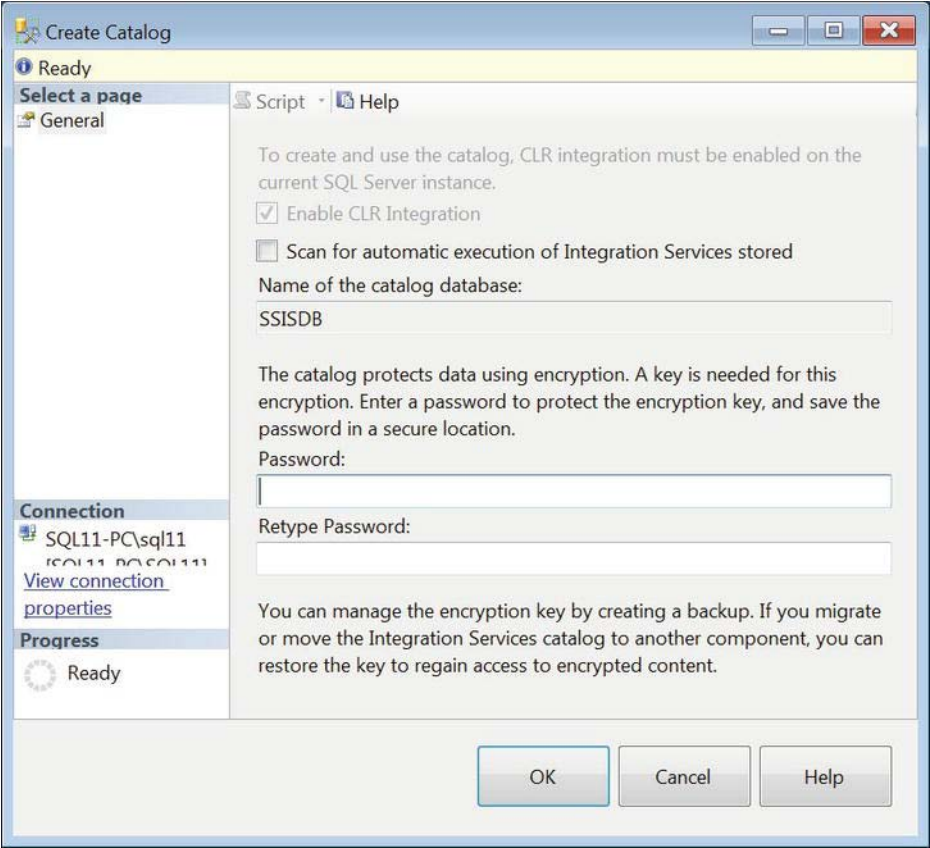 Create Catalog
Ready
Select a page
General
Script
Help
To create and use the catalog, CLR integration must be enabled on the
current SQL Server instance.
Enable CLR Integration
Scan for automatic execution of Integration Services stored
Name of the catalog database:
SSISDB
The catalog protects data using encryption. A key is needed for this
encryption. Enter a password to protect the encryption key, and save the
password in a secure location.
Password:
Retype Password:
You can manage the encryption key by creating a backup. If you migrate
or move the Integration Services catalog to another component, you can
restore the key to regain access to encrypted content.
Connection
SQL11-PC\sql11
[SQL11-PC\SQL11]
View connection
properties
Progress
Ready
OK
Cancel
Help